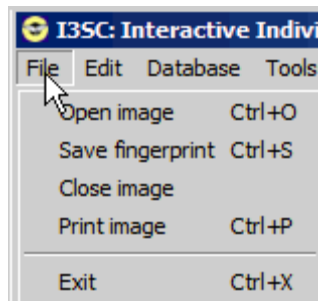 I3SC: Interactive Indivi
File Edit Database Tools
Open image Ctrl+O
Save fingerprint Ctrl+S
Close image
Print image Ctrl+P
Exit Ctrl+X